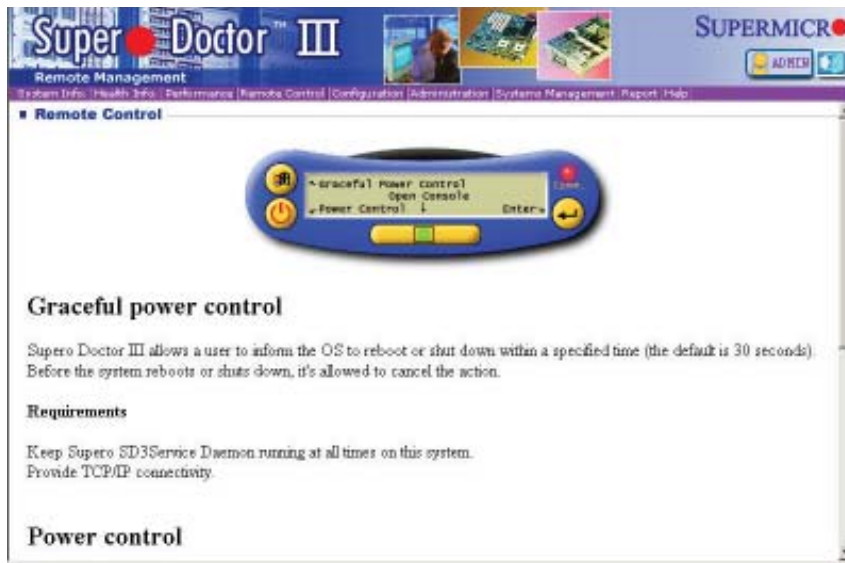 Super Doctor™ III
SUPERMICR
Remote Management
ADMIN
System Info. |Health Info. |Performance |Remote Control |Configuration |Administration |Systems Management |Report |Help
Remote Control
Graceful Power Control
Open Console
Power Control ↓ Enter
Graceful power control
Supero Doctor III allows a user to inform the OS to reboot or shut down within a specified time (the default is 30 seconds).
Before the system reboots or shuts down, it's allowed to cancel the action.
Requirements
Keep Supero SD3Service Daemon running at all times on this system.
Provide TCP/IP connectivity.
Power control